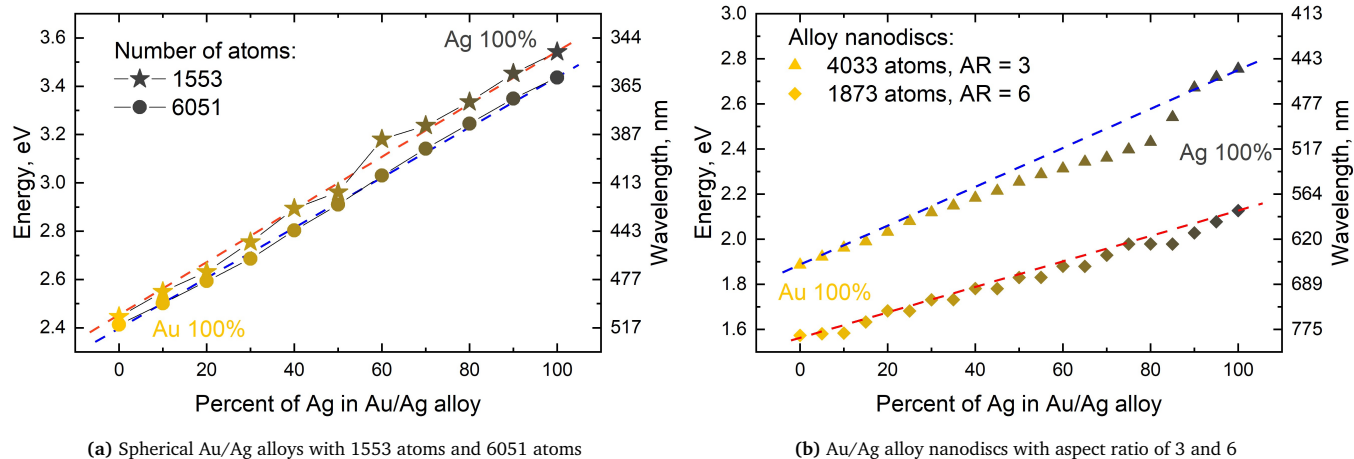 (a)
3.6
3.4
3.2
3.0
2.8
2.6
2.4
Energy, eV
Number of atoms:
1553
6051
Ag 100%
Au 100%
344
365
387
413
443
477
517
Wavelength, nm
0 20 40 60 80 100
Percent of Ag in Au/Ag alloy
(a) Spherical Au/Ag alloys with 1553 atoms and 6051 atoms
3.0
2.8
2.6
2.4
2.2
2.0
1.8
1.6
Energy, eV
Alloy nanodiscs:
4033 atoms, AR = 3
1873 atoms, AR = 6
Ag 100%
Au 100%
413
443
477
517
564
620
689
775
Wavelength, nm
0 20 40 60 80 100
Percent of Ag in Au/Ag alloy
(b) Au/Ag alloy nanodiscs with aspect ratio of 3 and 6